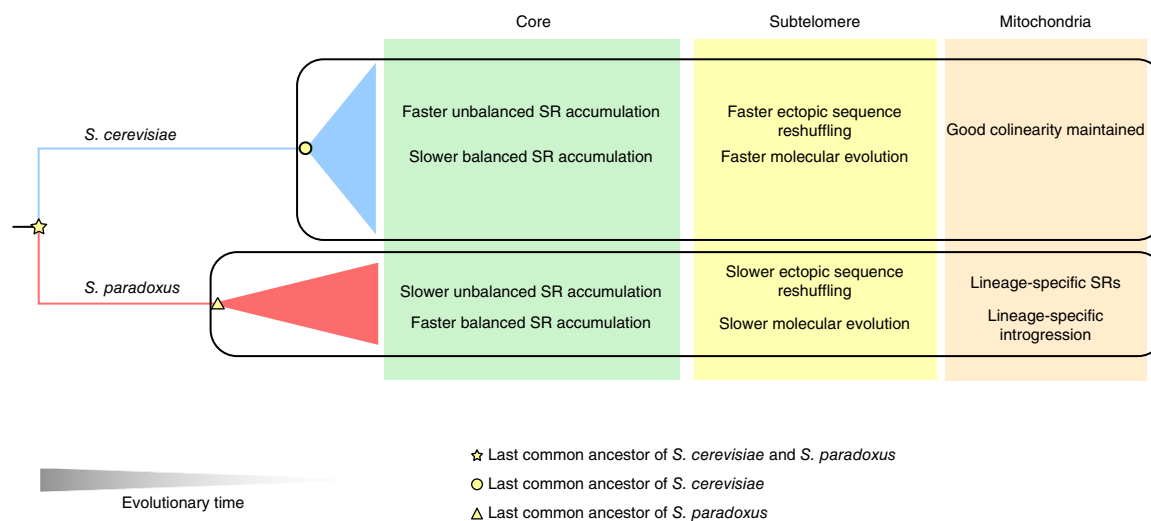 Core
Subtelomere
Mitochondria
S. cerevisiae
Faster unbalanced SR accumulation
Slower balanced SR accumulation
Faster ectopic sequence
reshuffling
Faster molecular evolution
Good colinearity maintained
S. paradoxus
Slower unbalanced SR accumulation
Faster balanced SR accumulation
Slower ectopic sequence
reshuffling
Slower molecular evolution
Lineage-specific SRs
Lineage-specific
introgression
Evolutionary time
Last common ancestor of S. cerevisiae and S. paradoxus
Last common ancestor of S. cerevisiae
Last common ancestor of S. paradoxus